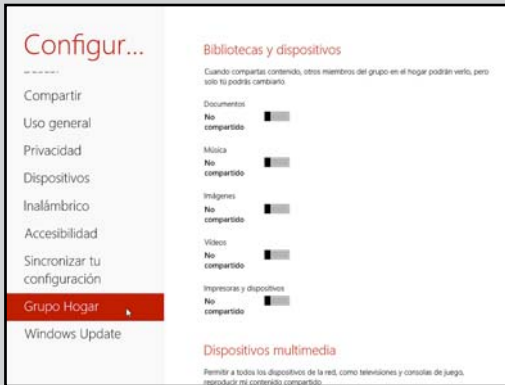 Configur...
Compartir
Uso general
Privacidad
Dispositivos
Inalámbrico
Accesibilidad
Sincronizar tu
configuración
Grupo Hogar
Windows Update
Bibliotecas y dispositivos
Cuando compartas contenido, otros miembros del grupo en el hogar podrán verlo, pero
solo tú podrás cambiarlo.
Documentos
No
compartido
Música
No
compartido
Imágenes
No
compartido
Vídeos
No
compartido
Impresoras y dispositivos
No
compartido
Dispositivos multimedia
Permitir a todos los dispositivos de la red, como televisiones y consolas de juego,
reproducir mi contenido compartido